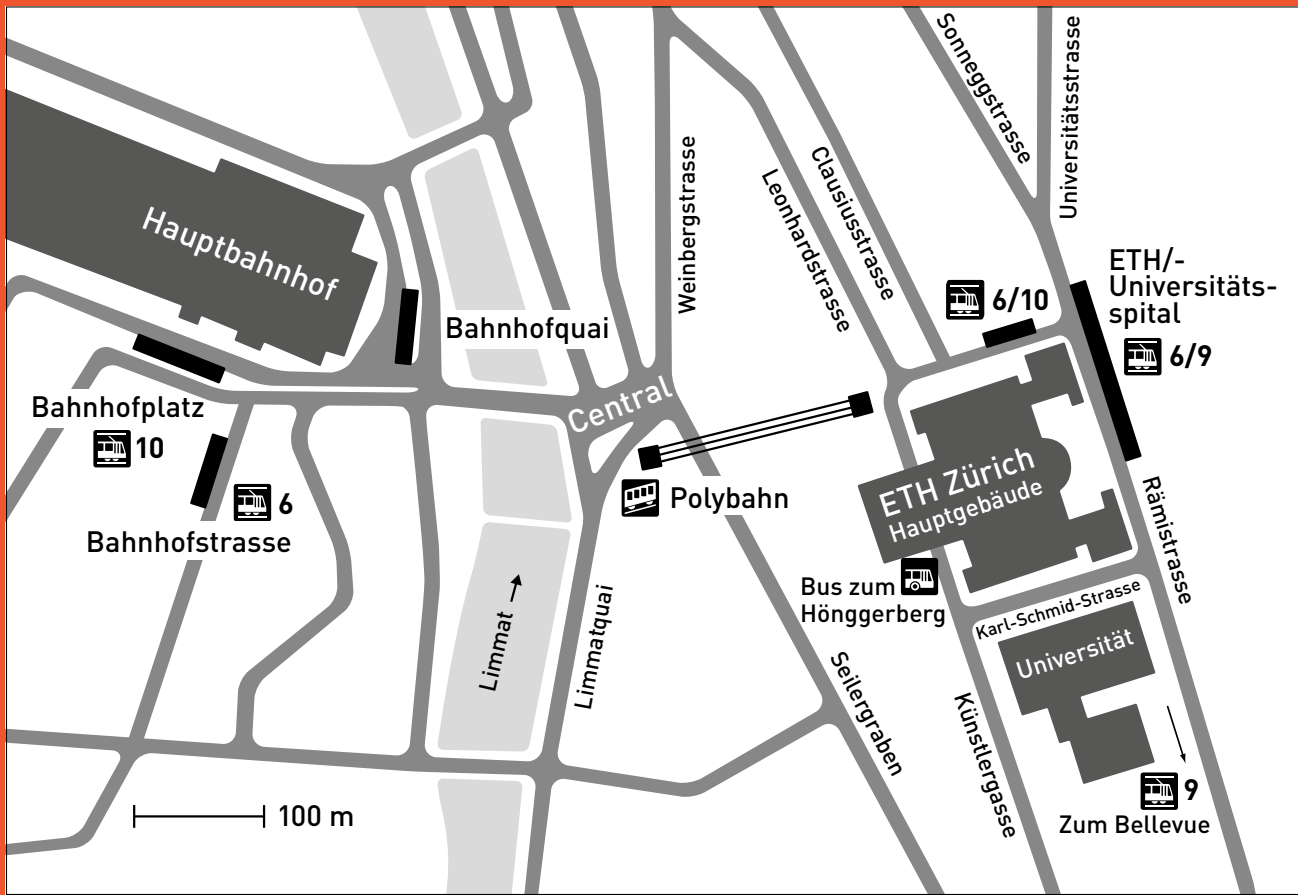 Sonneggstrasse
Universitätsstrasse
Weinbergstrasse
Leonhardstrasse
Clausiusstrasse
Hauptbahnhof
ETH/-
Universitäts-
spital
6/10
6/9
Bahnhofquai
Bahnhofplatz
10
Central
6
Bahnhofstrasse
Polybahn
ETH Zürich
Hauptgebäude
Rämistrasse
Bus zum
Hönggerberg
Karl-Schmid-Strasse
Universität
Limmat →
Limmatquai
Seilergraben
Künstlergasse
9
Zum Bellevue
100 m